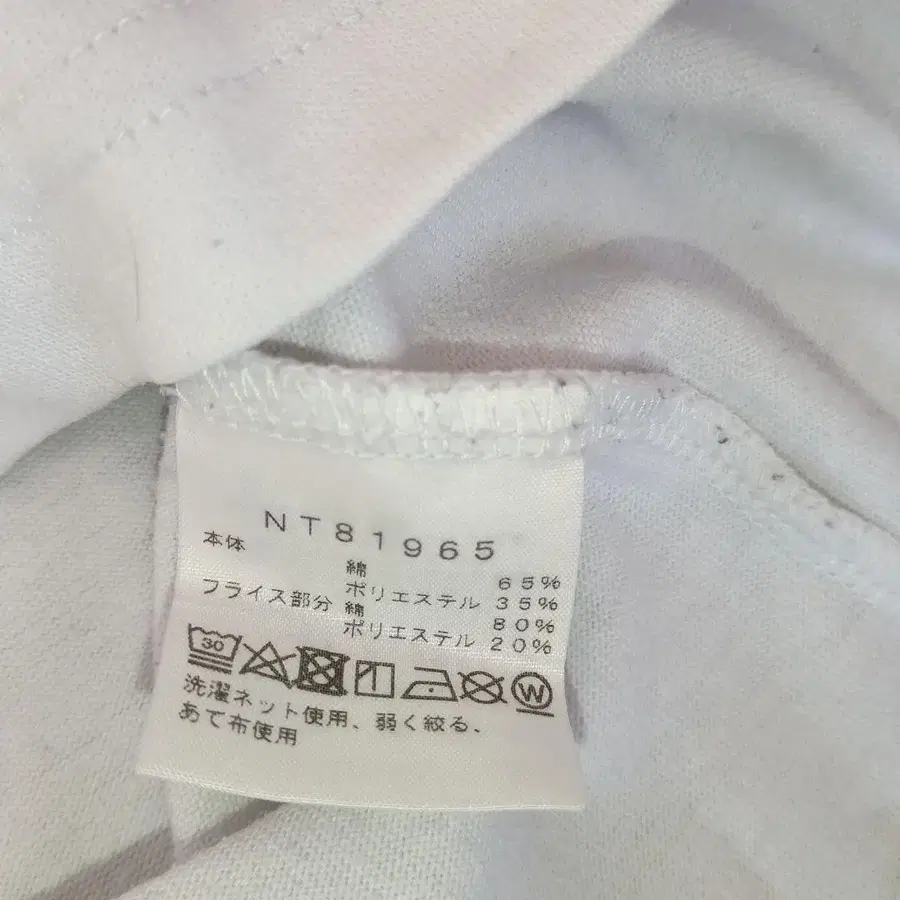 NT81965
本体
綿 65%
ポリエステル 35%
フライス部分 綿 80%
ポリエステル 20%
30 W
洗濯ネット使用、弱く絞る、
あて布使用